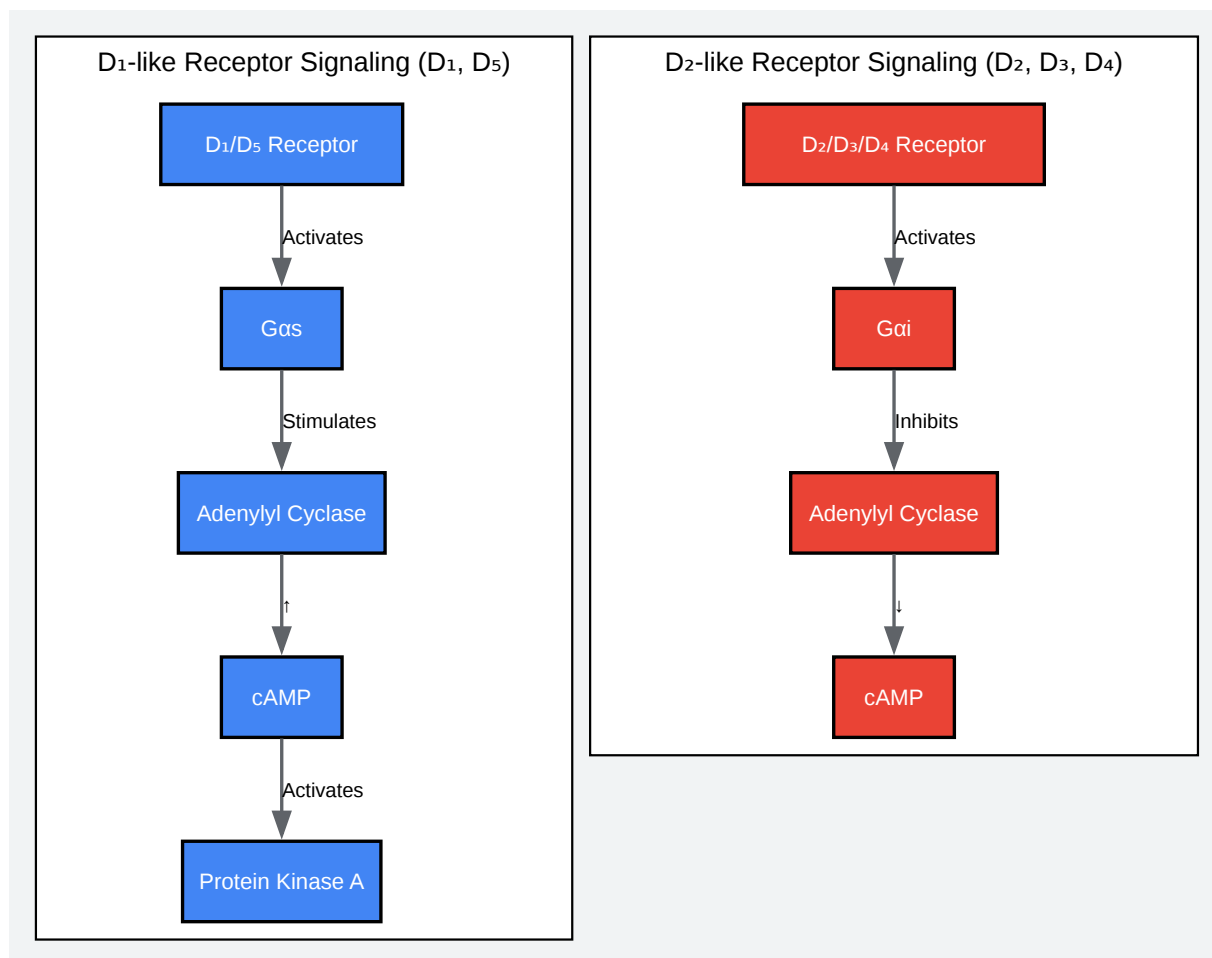 D₁-like Receptor Signaling (D₁, D₅)
D₁/D₅ Receptor
Activates
Gαs
Stimulates
Adenylyl Cyclase
↑
cAMP
Activates
Protein Kinase A
D₂-like Receptor Signaling (D₂, D₃, D₄)
D₂/D₃/D₄ Receptor
Activates
Gαi
Inhibits
Adenylyl Cyclase
↓
cAMP